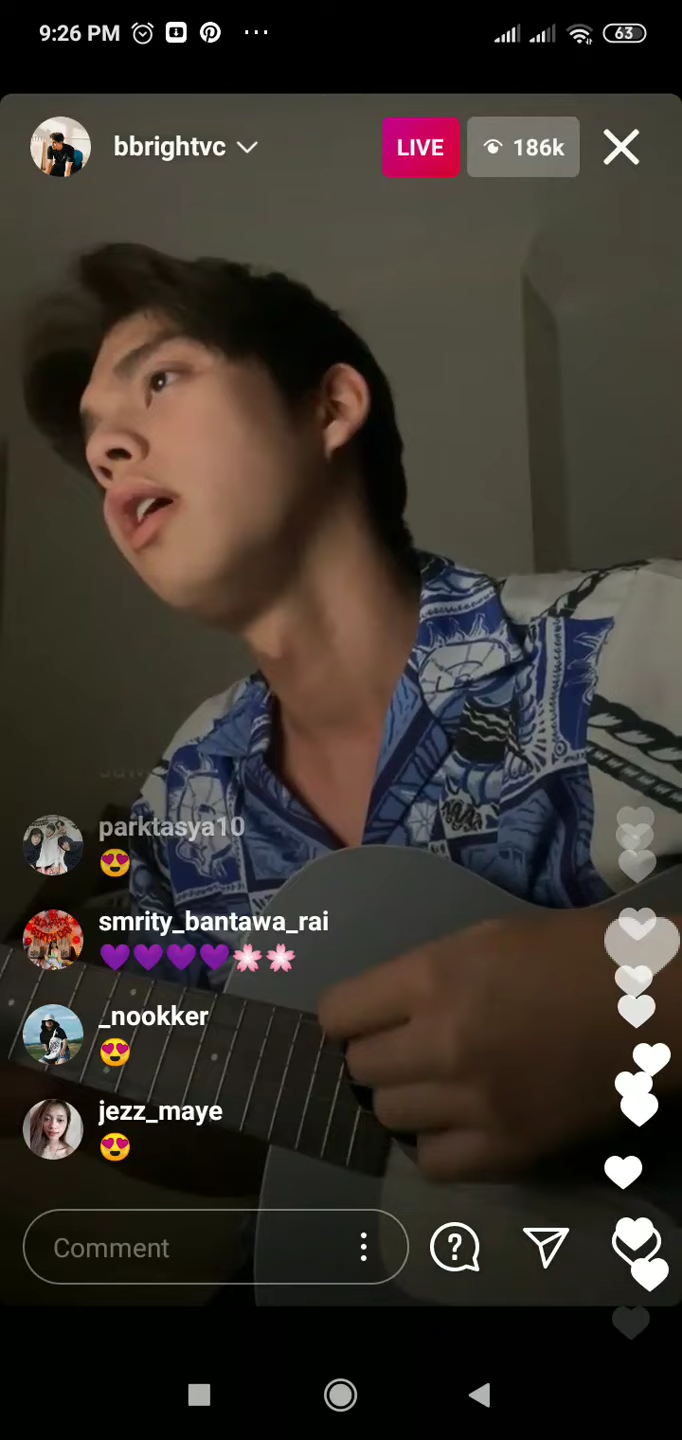 9:26 PM
63
bbrightvc
LIVE
186k
parktasya10
😍
smrity_bantawa_rai
💜💜💜💜🌸🌸
_nookker
😍
jezz_maye
😍
Comment